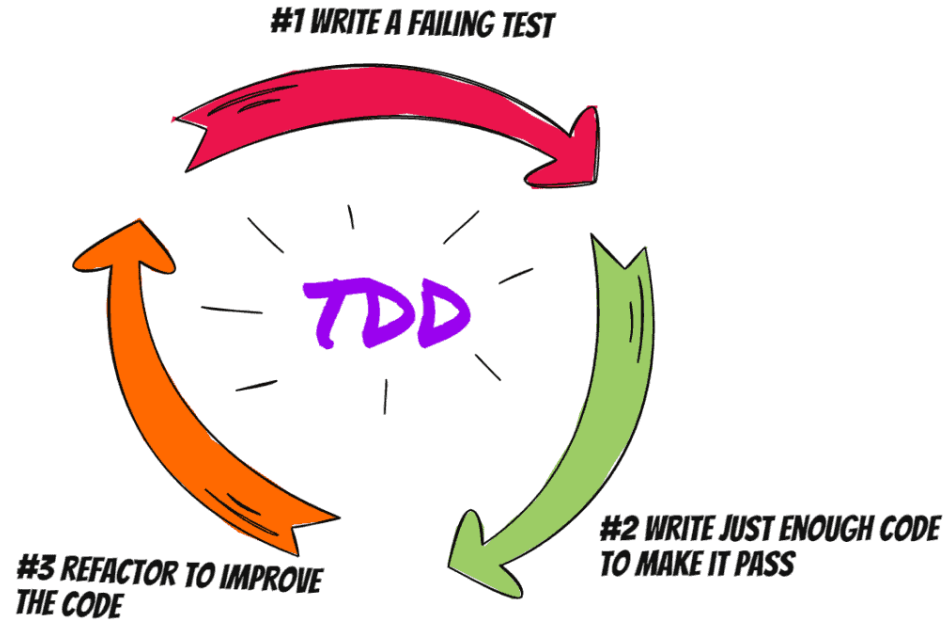 #1 WRITE A FAILING TEST
TDD
#2 WRITE JUST ENOUGH CODE
TO MAKE IT PASS
#3 REFACTOR TO IMPROVE
THE CODE